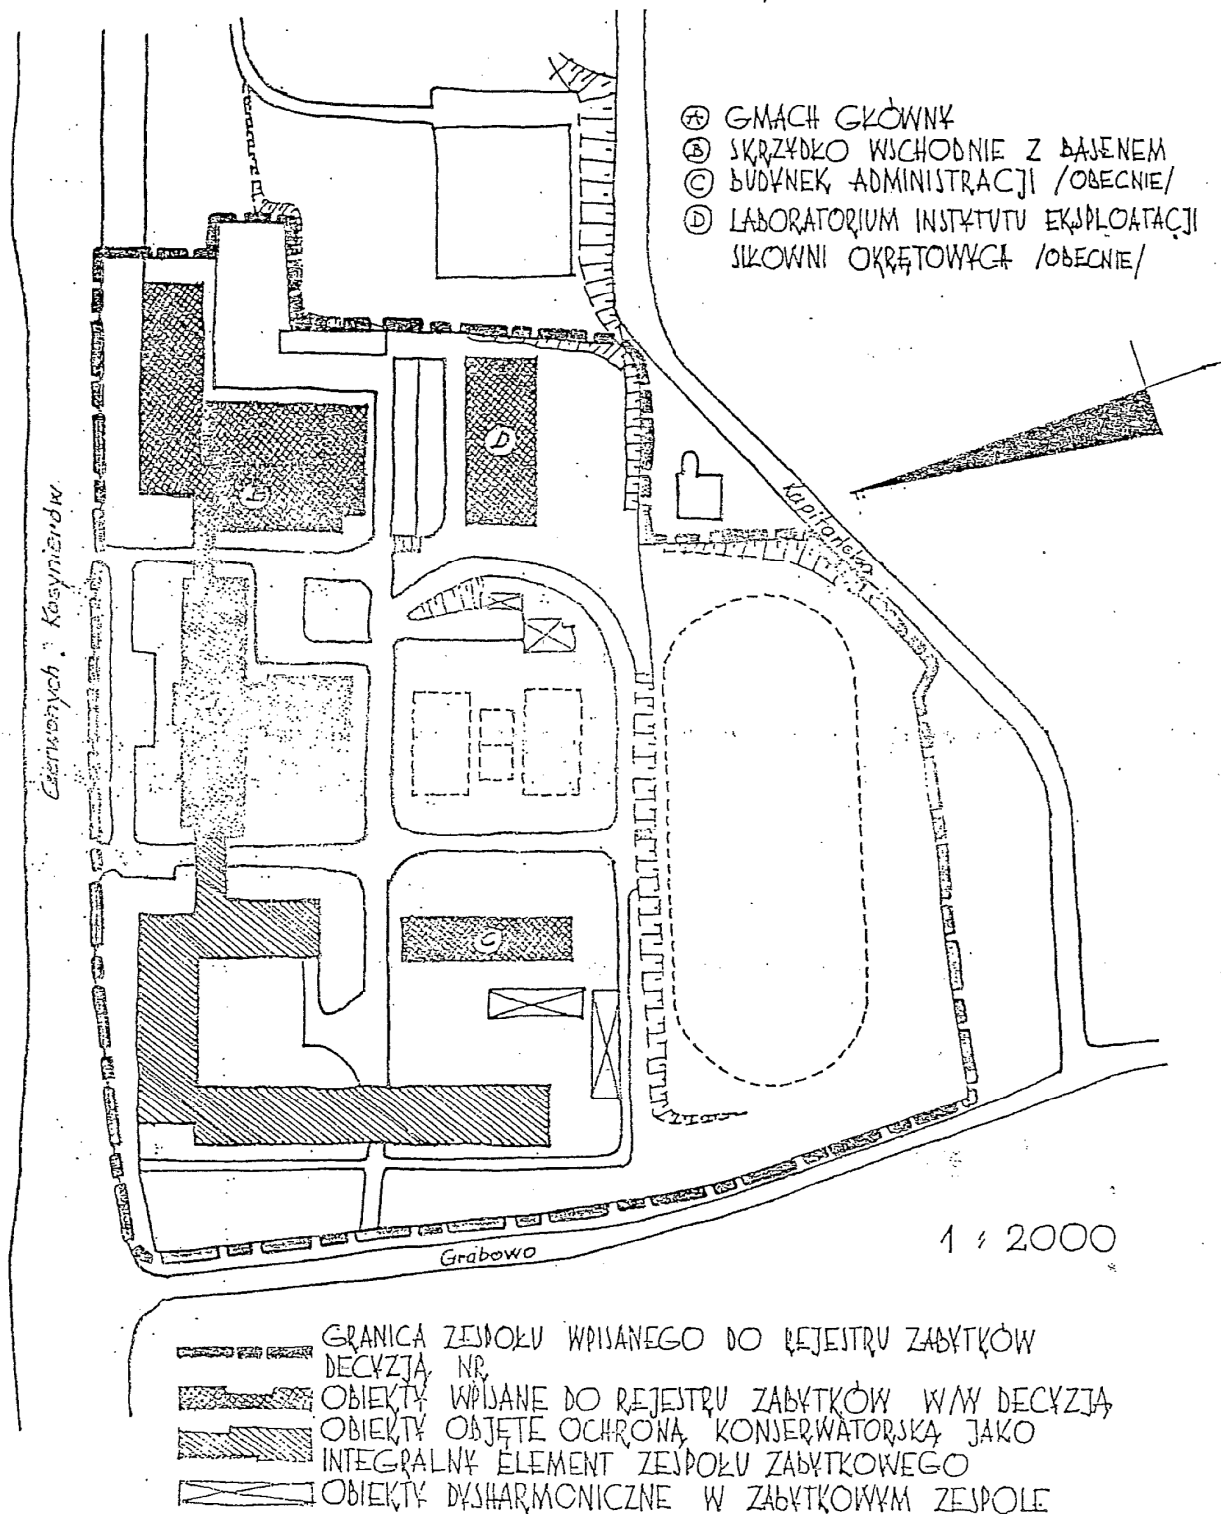 Ⓐ GMACH GŁÓWNY
Ⓑ SKRZYDŁO WSCHODNIE Z BASENEM
Ⓒ BUDYNEK ADMINISTRACJI /OBECNIE/
Ⓓ LABORATORIUM INSTYTUTU EKSPLOATACJI
SIŁOWNI OKRĘTOWYCH /OBECNIE/
D
B
Kapitańska
Czerwonych Kosynierów
C
Grabowo
1 : 2000
GRANICA ZESPOŁU WPISANEGO DO REJESTRU ZABYTKÓW
DECYZJĄ NR
OBIEKTY WPISANE DO REJESTRU ZABYTKÓW W/W DECYZJĄ
OBIEKTY OBJĘTE OCHRONĄ KONSERWATORSKĄ JAKO
INTEGRALNY ELEMENT ZESPOŁU ZABYTKOWEGO
OBIEKTY DYSHARMONICZNE W ZABYTKOWYM ZESPOLE